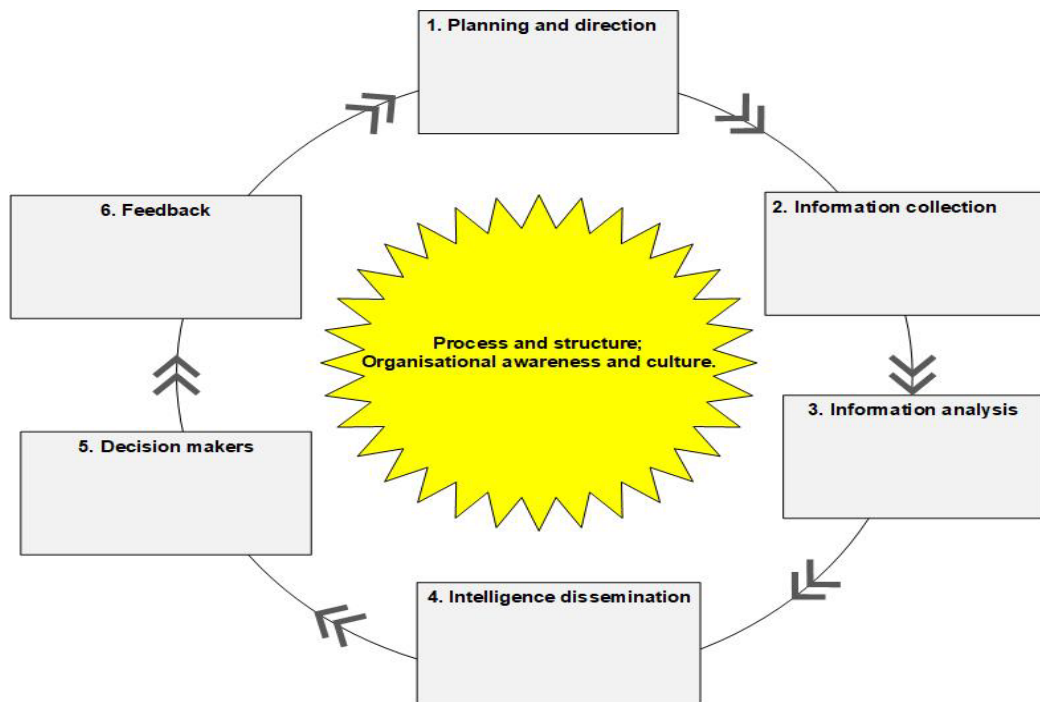 1. Planning and direction
2. Information collection
3. Information analysis
4. Intelligence dissemination
5. Decision makers
6. Feedback
Process and structure;
Organisational awareness and culture.